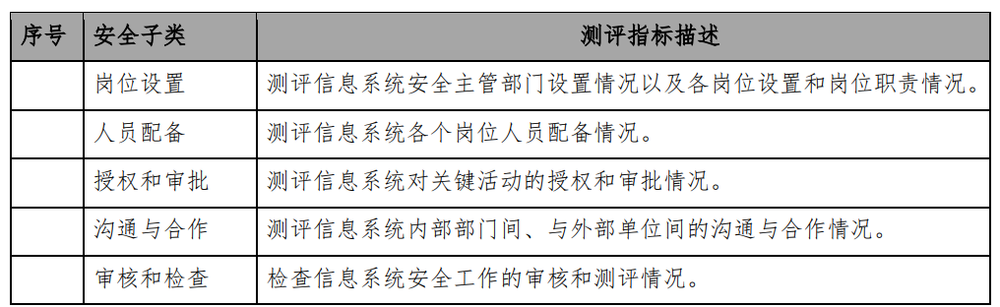 序号 安全子类 测评指标描述
岗位设置 测评信息系统安全主管部门设置情况以及各岗位设置和岗位职责情况。
人员配备 测评信息系统各个岗位人员配备情况。
授权和审批 测评信息系统对关键活动的授权和审批情况。
沟通与合作 测评信息系统内部部门间、与外部单位间的沟通与合作情况。
审核和检查 检查信息系统安全工作的审核和测评情况。